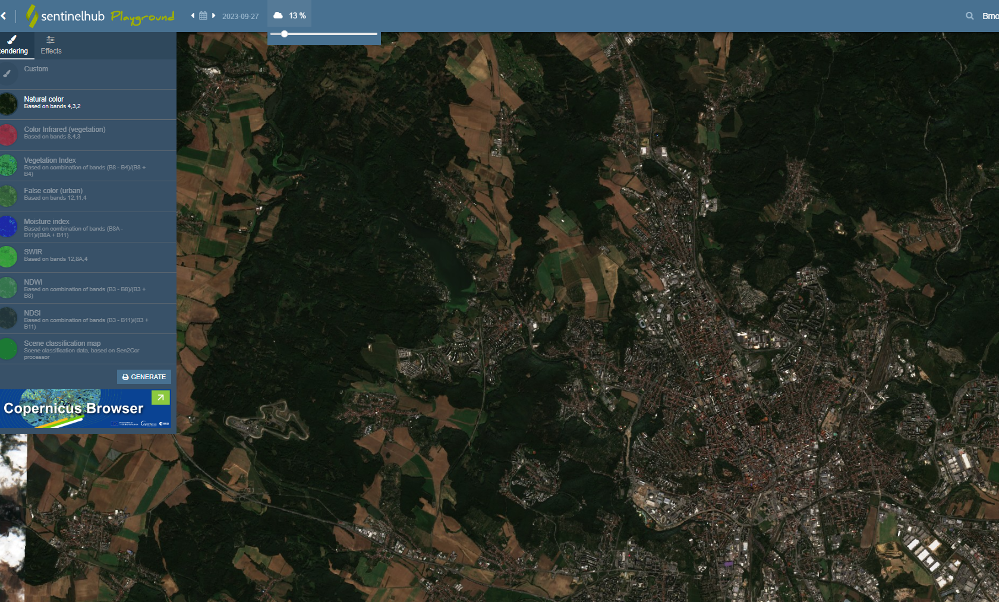 sentinelhub Playground
2023-09-27
13 %
Brno
Rendering
Effects
Custom
Natural color
Based on bands 4,3,2
Color Infrared (vegetation)
Based on bands 8,4,3
Vegetation Index
Based on combination of bands (B8 - B4)/(B8 +
B4)
False color (urban)
Based on bands 12,11,4
Moisture index
Based on combination of bands (B8A -
B11)/(B8A + B11)
SWIR
Based on bands 12,8A,4
NDWI
Based on combination of bands (B3 - B8)/(B3 +
B8)
NDSI
Based on combination of bands (B3 - B11)/(B3 +
B11)
Scene classification map
Scene classification data, based on Sen2Cor
processor
GENERATE
Copernicus Browser
opernicus
esa